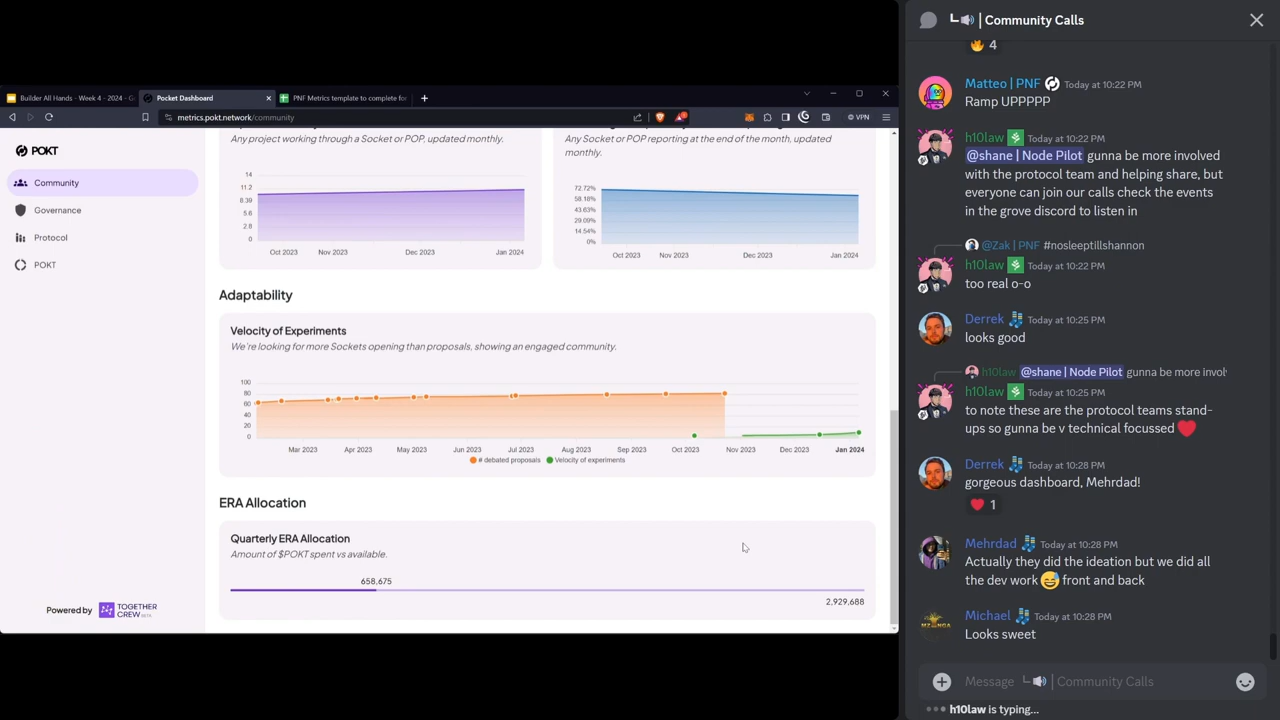 Builder All Hands - Week 4 - 2024 - G
Pocket Dashboard
PNF Metrics template to complete fo
metrics.pokt.network/community
VPN
POKT
Community
Governance
Protocol
POKT
Powered by TOGETHER CREW BETA
Any project working through a Socket or POP, updated monthly.
14
11.2
8.39
5.6
2.8
0
Oct 2023 Nov 2023 Dec 2023 Jan 2024
Any Socket or POP reporting at the end of the month, updated
monthly.
72.72%
58.18%
43.63%
29.09%
14.54%
0%
Oct 2023 Nov 2023 Dec 2023 Jan 2024
Adaptability
Velocity of Experiments
We're looking for more Sockets opening than proposals, showing an engaged community.
100
80
60
40
20
0
Mar 2023 Apr 2023 May 2023 Jun 2023 Jul 2023 Aug 2023 Sep 2023 Oct 2023 Nov 2023 Dec 2023 Jan 2024
# debated proposals Velocity of experiments
ERA Allocation
Quarterly ERA Allocation
Amount of $POKT spent vs available.
658,675
2,929,688
Community Calls
4
Matteo | PNF Today at 10:22 PM
Ramp UPPPPP
h10law Today at 10:22 PM
@shane | Node Pilot gunna be more involved
with the protocol team and helping share, but
everyone can join our calls check the events
in the grove discord to listen in
@Zak | PNF #nosleeptillshannon
h10law Today at 10:22 PM
too real o-o
Derrek Today at 10:25 PM
looks good
h10law @shane | Node Pilot gunna be more invol
h10law Today at 10:25 PM
to note these are the protocol teams stand-
ups so gunna be v technical focussed
Derrek Today at 10:28 PM
gorgeous dashboard, Mehrdad!
1
Mehrdad Today at 10:28 PM
Actually they did the ideation but we did all
the dev work front and back
Michael Today at 10:28 PM
Looks sweet
Message Community Calls
h10law is typing...